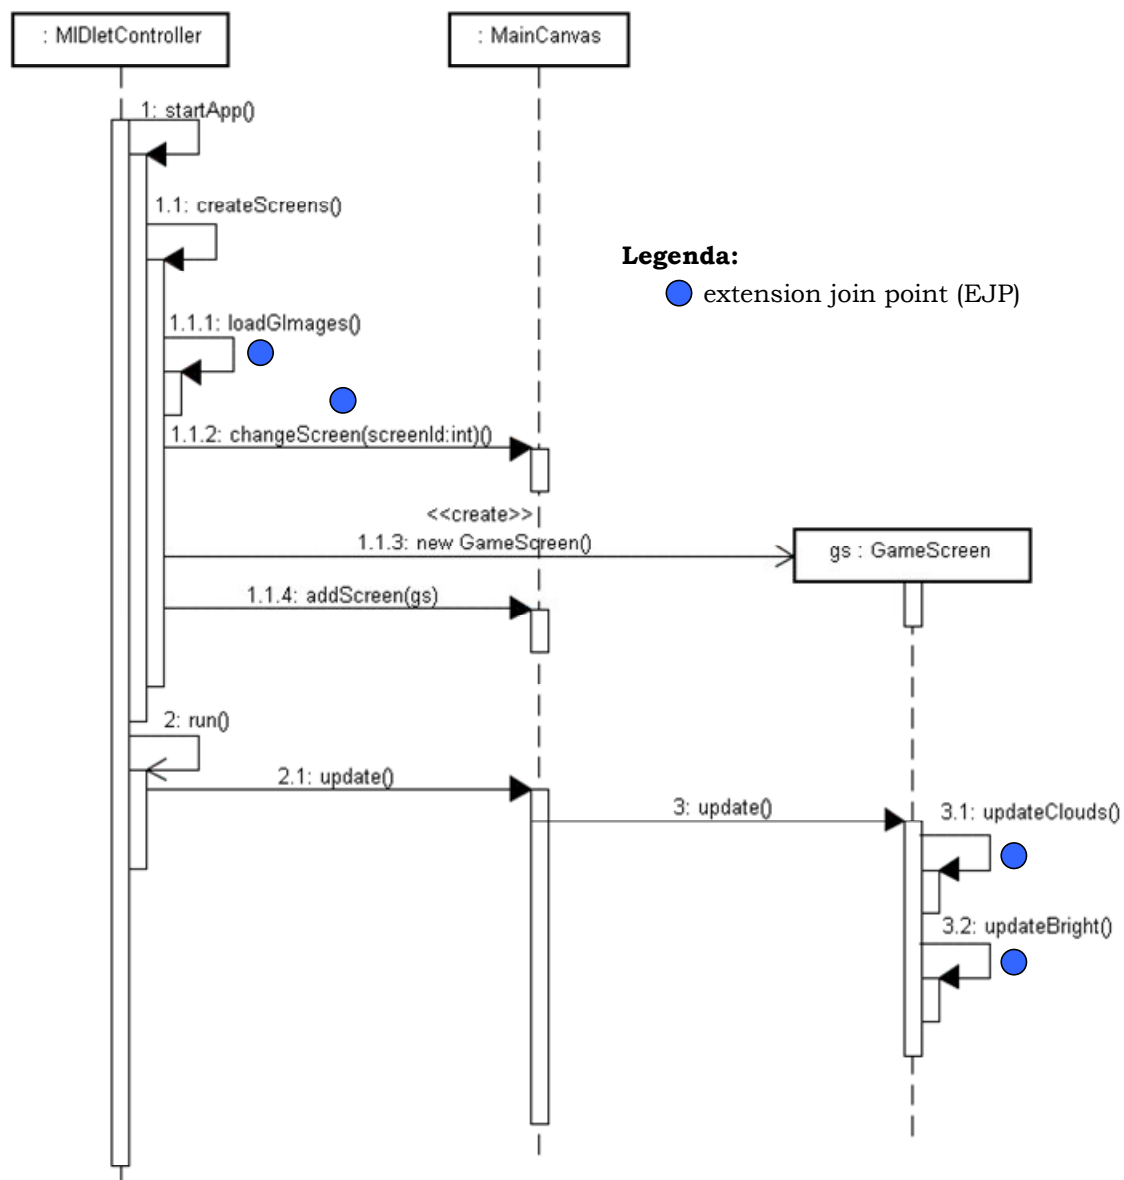 : MIDletController
: MainCanvas
1: startApp()
1.1: createScreens()
Legenda:
extension join point (EJP)
1.1.1: loadGImages()
1.1.2: changeScreen(screenId:int)()
<<create>>
1.1.3: new GameScreen()
gs : GameScreen
1.1.4: addScreen(gs)
2: run()
2.1: update()
3: update()
3.1: updateClouds()
3.2: updateBright()